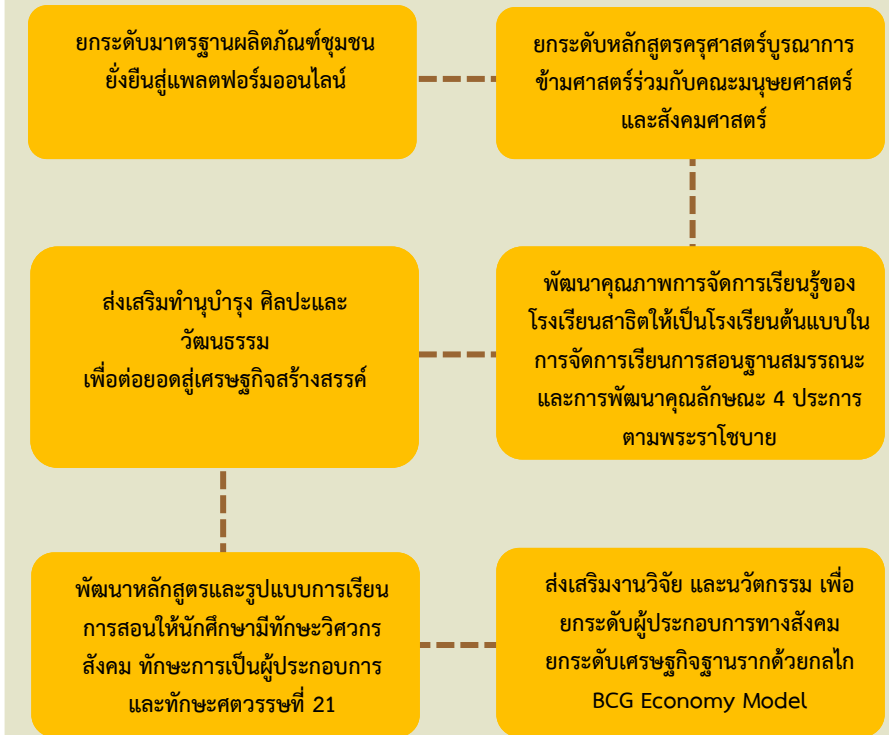 ยกระดับมาตรฐานผลิตภัณฑ์ชุมชน
ยั่งยืนสู่แพลตฟอร์มออนไลน์
ยกระดับหลักสูตรครุศาสตร์บูรณาการ
ข้ามศาสตร์ร่วมกับคณะมนุษยศาสตร์
และสังคมศาสตร์
ส่งเสริมทำนุบำรุง ศิลปะและ
วัฒนธรรม
เพื่อต่อยอดสู่เศรษฐกิจสร้างสรรค์
พัฒนาคุณภาพการจัดการเรียนรู้ของ
โรงเรียนสาธิตให้เป็นโรงเรียนต้นแบบใน
การจัดการเรียนการสอนฐานสมรรถนะ
และการพัฒนาคุณลักษณะ 4 ประการ
ตามพระราโชบาย
พัฒนาหลักสูตรและรูปแบบการเรียน
การสอนให้นักศึกษามีทักษะวิศวกร
สังคม ทักษะการเป็นผู้ประกอบการ
และทักษะศตวรรษที่ 21
ส่งเสริมงานวิจัย และนวัตกรรม เพื่อ
ยกระดับผู้ประกอบการทางสังคม
ยกระดับเศรษฐกิจฐานรากด้วยกลไก
BCG Economy Model